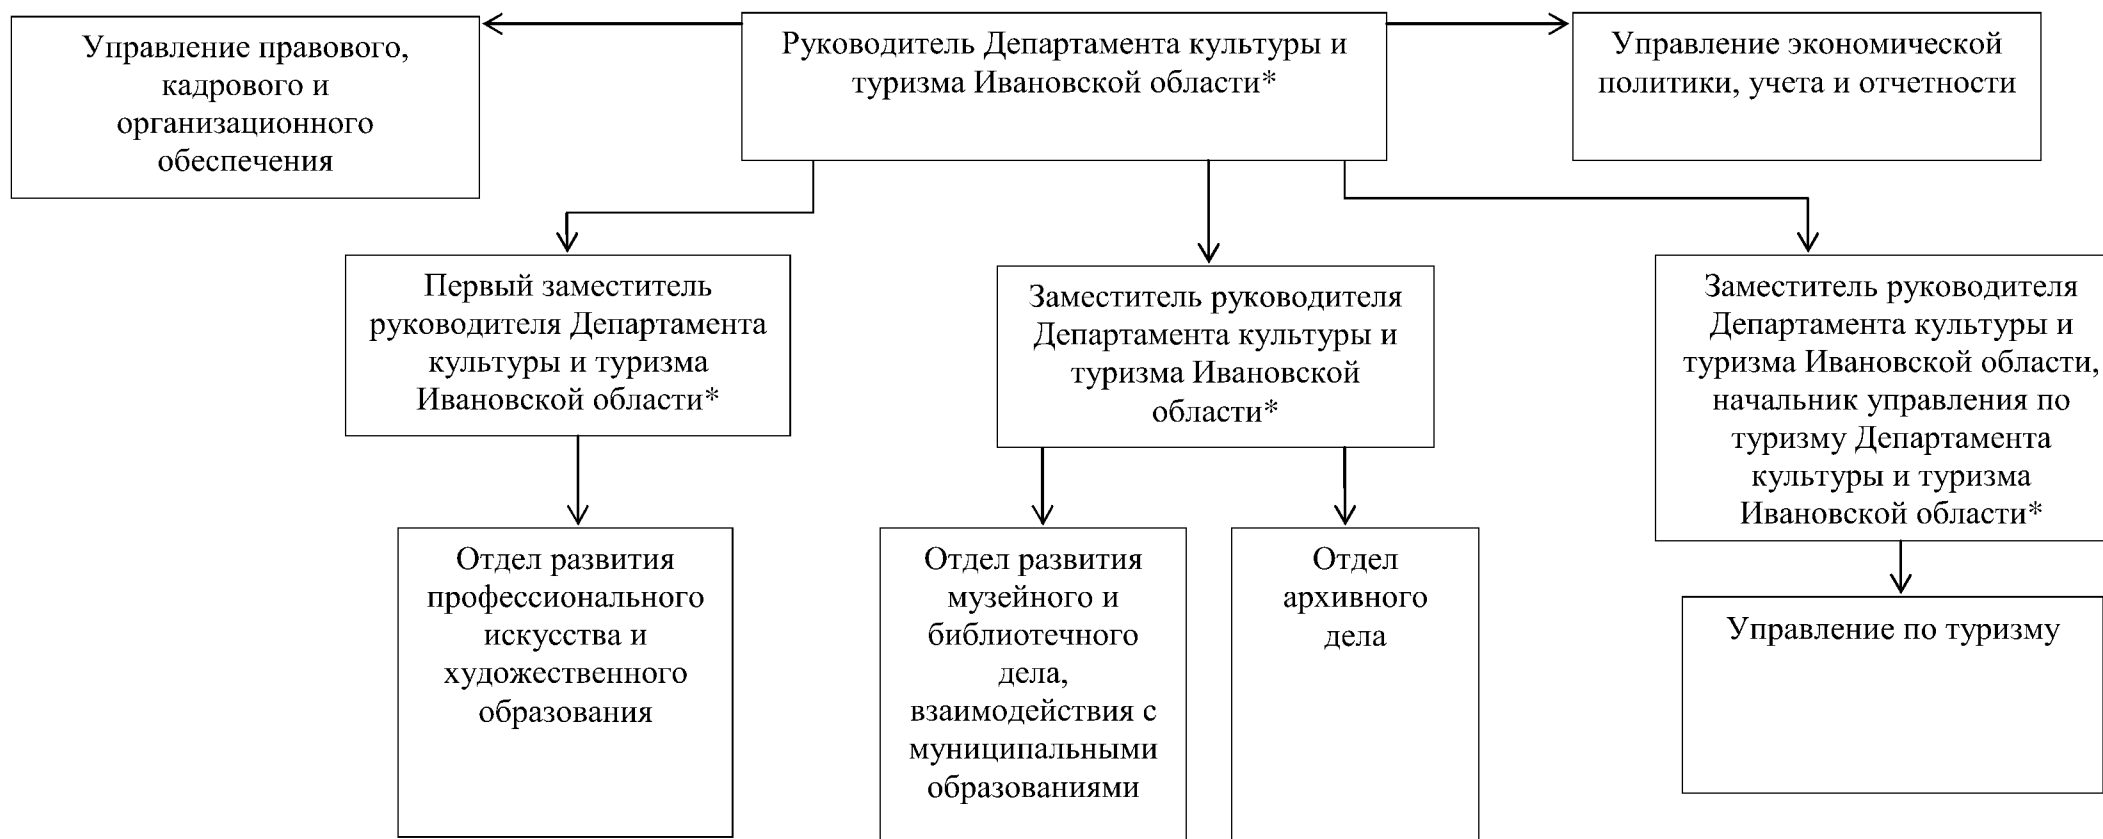 Управление правового,
кадрового и
организационного
обеспечения
Руководитель Департамента культуры и
туризма Ивановской области*
Управление экономической
политики, учета и отчетности
Первый заместитель
руководителя Департамента
культуры и туризма
Ивановской области*
Заместитель руководителя
Департамента культуры и
туризма Ивановской
области*
Заместитель руководителя
Департамента культуры и
туризма Ивановской области,
начальник управления по
туризму Департамента
культуры и туризма
Ивановской области*
Отдел развития
профессионального
искусства и
художественного
образования
Отдел развития
музейного и
библиотечного
дела,
взаимодействия с
муниципальными
образованиями
Отдел
архивного
дела
Управление по туризму